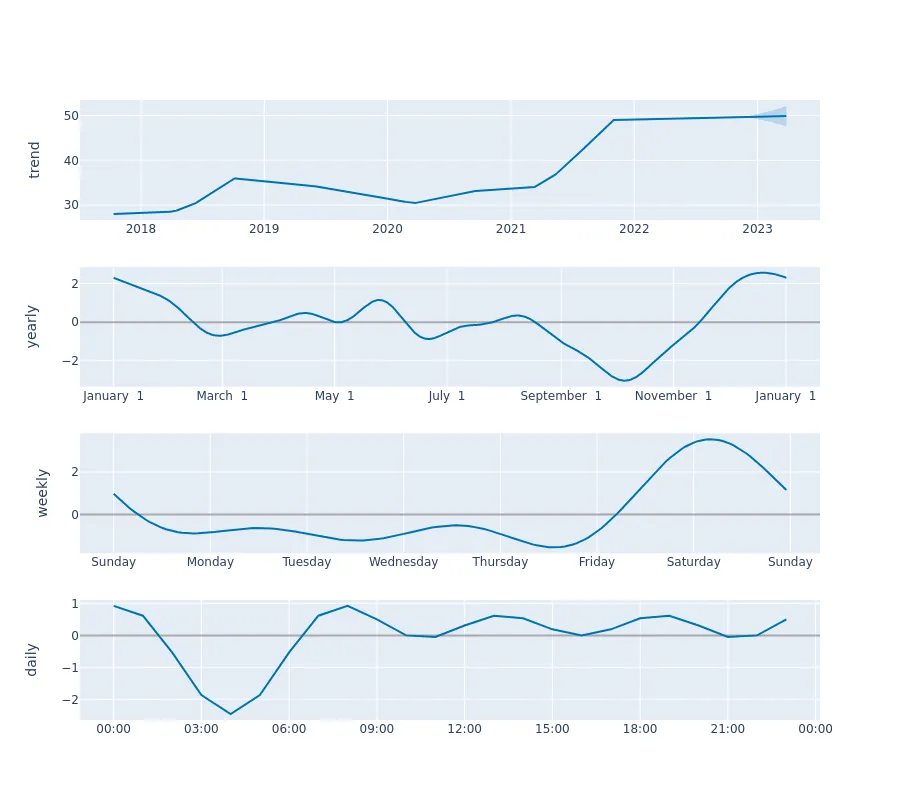 50
40
30
trend
2018 2019 2020 2021 2022 2023
2
0
−2
yearly
January 1 March 1 May 1 July 1 September 1 November 1 January 1
2
0
weekly
Sunday Monday Tuesday Wednesday Thursday Friday Saturday Sunday
1
0
−1
−2
daily
00:00 03:00 06:00 09:00 12:00 15:00 18:00 21:00 00:00